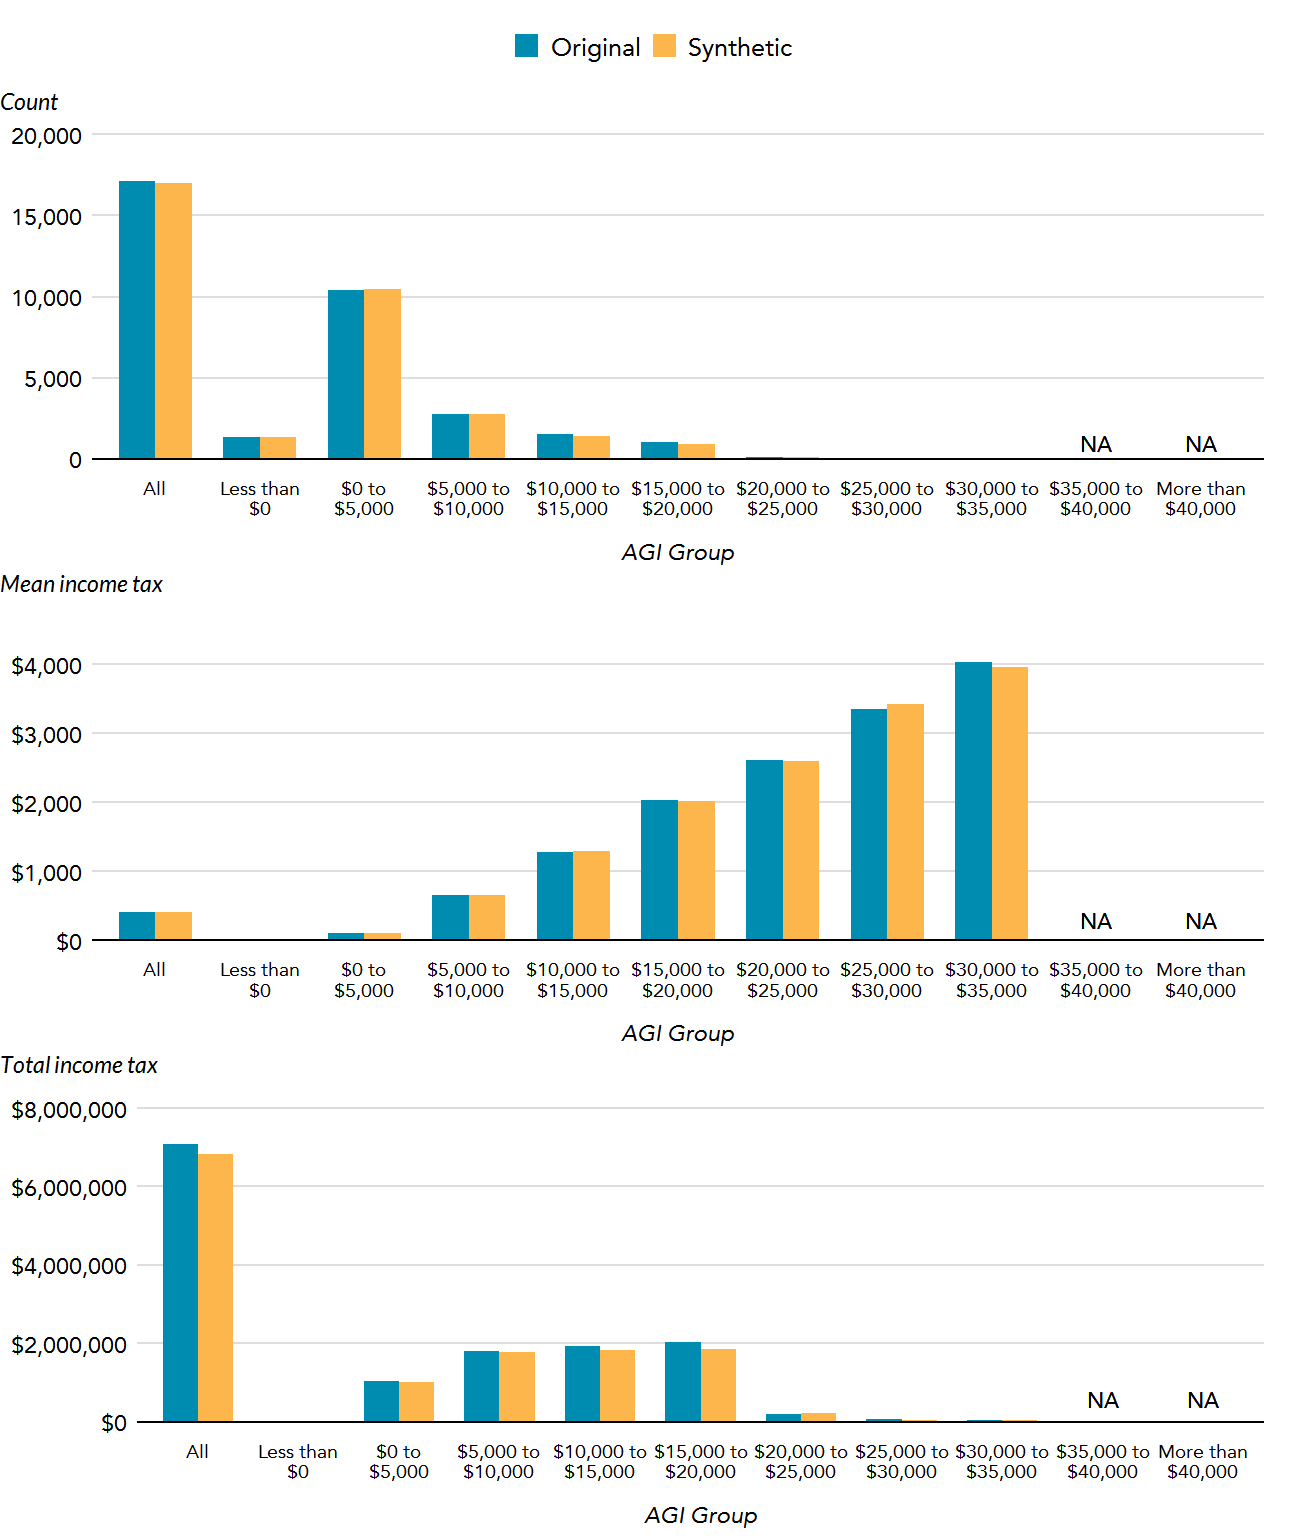 Original Synthetic
Count
20,000
15,000
10,000
5,000
0
NA NA
All Less than $0 to $5,000 to $10,000 to $15,000 to $20,000 to $25,000 to $30,000 to $35,000 to More than
$0 $5,000 $10,000 $15,000 $20,000 $25,000 $30,000 $35,000 $40,000 $40,000
AGI Group
Mean income tax
$4,000
$3,000
$2,000
$1,000
$0
NA NA
All Less than $0 to $5,000 to $10,000 to $15,000 to $20,000 to $25,000 to $30,000 to $35,000 to More than
$0 $5,000 $10,000 $15,000 $20,000 $25,000 $30,000 $35,000 $40,000 $40,000
AGI Group
Total income tax
$8,000,000
$6,000,000
$4,000,000
$2,000,000
$0
NA NA
All Less than $0 to $5,000 to $10,000 to $15,000 to $20,000 to $25,000 to $30,000 to $35,000 to More than
$0 $5,000 $10,000 $15,000 $20,000 $25,000 $30,000 $35,000 $40,000 $40,000
AGI Group